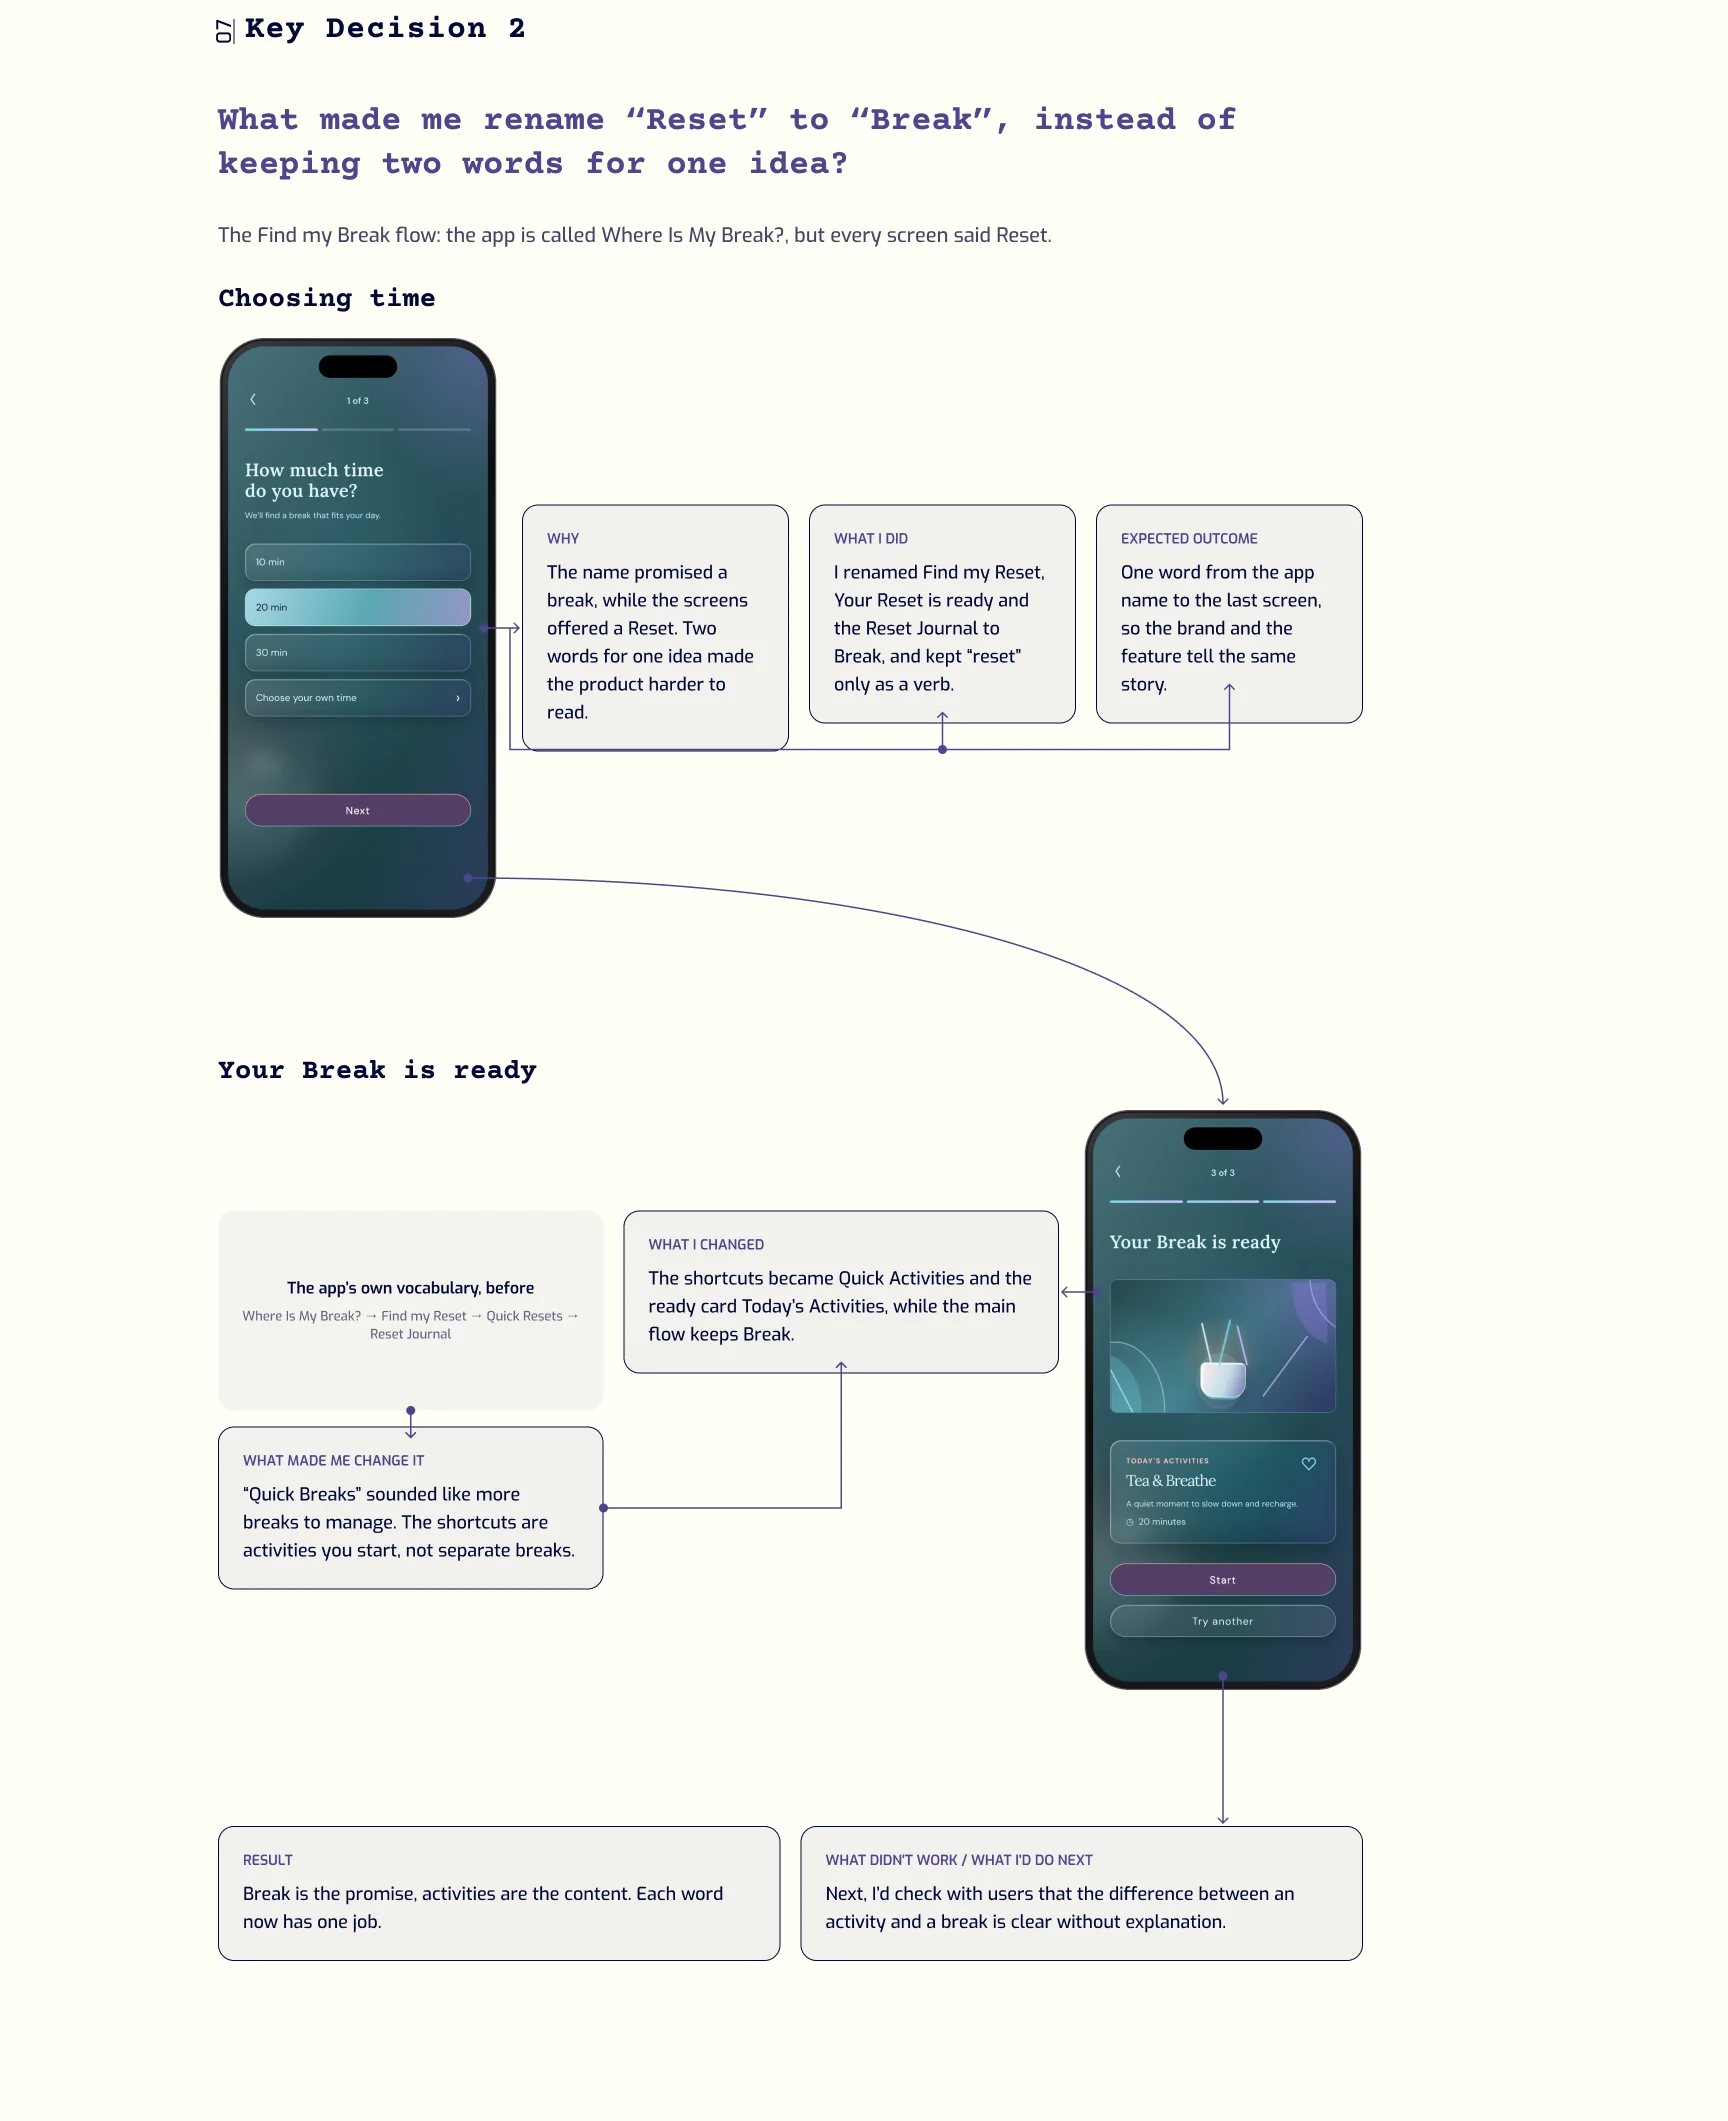 07 Key Decision 2
What made me rename “Reset” to “Break”, instead of
keeping two words for one idea?
The Find my Break flow: the app is called Where Is My Break?, but every screen said Reset.
Choosing time
1 of 3
How much time
do you have?
We'll find a break that fits your day.
10 min
20 min
30 min
Choose your own time
Next
WHY
The name promised a
break, while the screens
offered a Reset. Two
words for one idea made
the product harder to
read.
WHAT I DID
I renamed Find my Reset,
Your Reset is ready and
the Reset Journal to
Break, and kept “reset”
only as a verb.
EXPECTED OUTCOME
One word from the app
name to the last screen,
so the brand and the
feature tell the same
story.
Your Break is ready
The app's own vocabulary, before
Where Is My Break? → Find my Reset → Quick Resets →
Reset Journal
WHAT MADE ME CHANGE IT
“Quick Breaks” sounded like more
breaks to manage. The shortcuts are
activities you start, not separate breaks.
WHAT I CHANGED
The shortcuts became Quick Activities and the
ready card Today's Activities, while the main
flow keeps Break.
3 of 3
Your Break is ready
TODAY'S ACTIVITIES
Tea & Breathe
A quiet moment to slow down and recharge.
20 minutes
Start
Try another
RESULT
Break is the promise, activities are the content. Each word
now has one job.
WHAT DIDN'T WORK / WHAT I'D DO NEXT
Next, I'd check with users that the difference between an
activity and a break is clear without explanation.